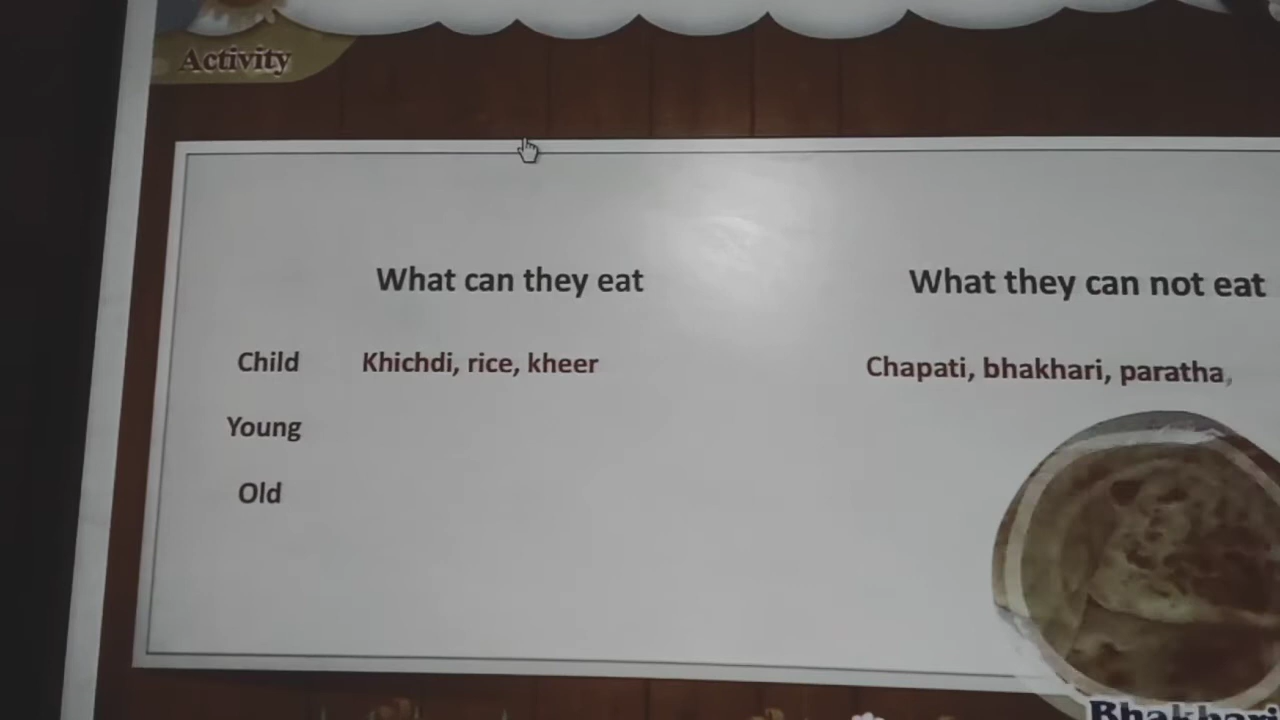 Activity
What can they eat What they can not eat
Child Khichdi, rice, kheer Chapati, bhakhari, paratha,
Young
Old
Bhakhari